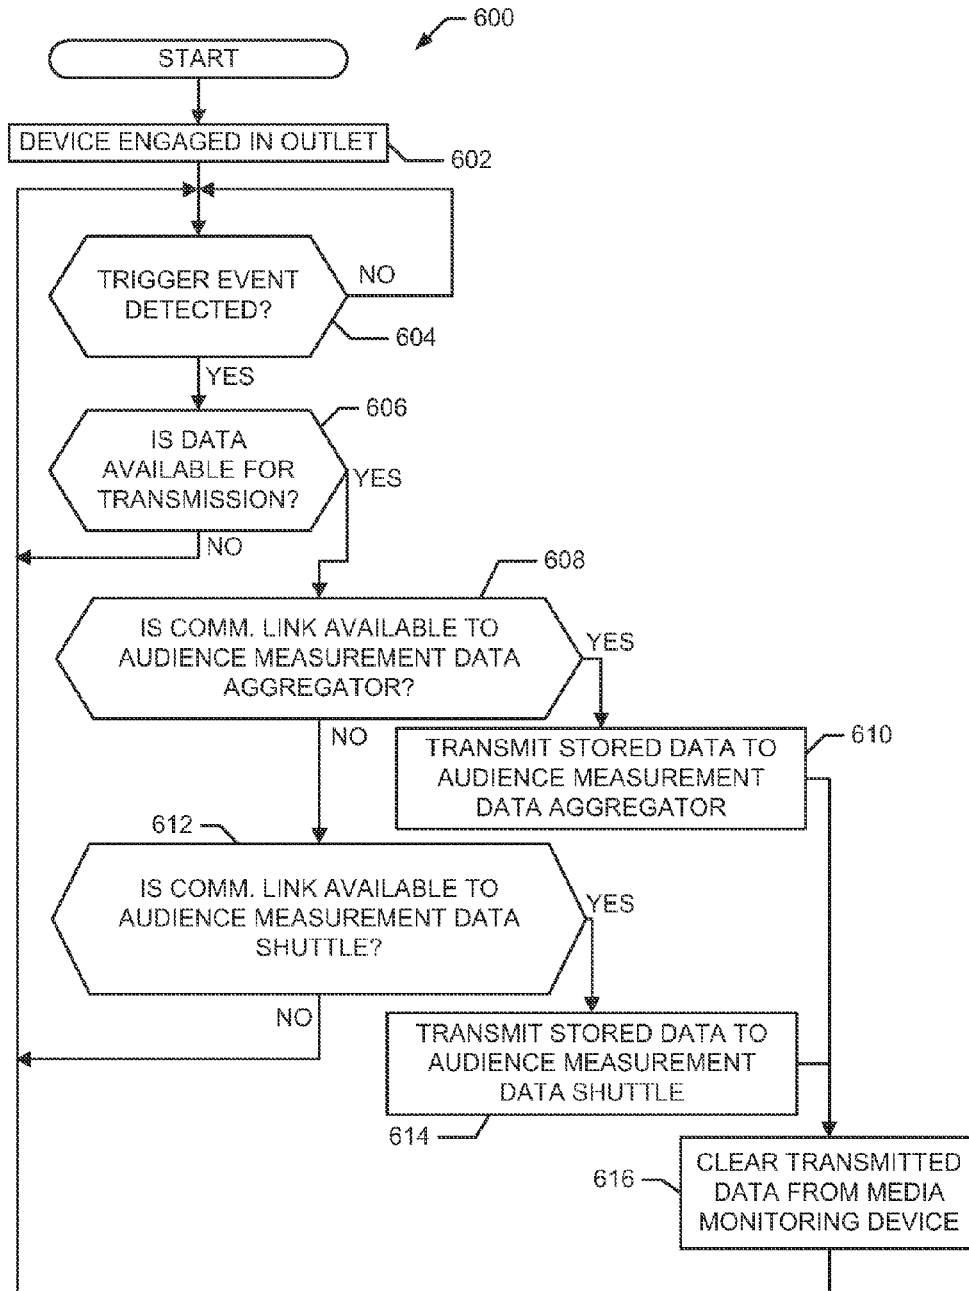 600
START
DEVICE ENGAGED IN OUTLET
602
TRIGGER EVENT
DETECTED?
NO
604
YES
606
IS DATA
AVAILABLE FOR
TRANSMISSION?
YES
NO
608
IS COMM. LINK AVAILABLE TO
AUDIENCE MEASUREMENT DATA
AGGREGATOR?
YES
NO
610
TRANSMIT STORED DATA TO
AUDIENCE MEASUREMENT
DATA AGGREGATOR
612
IS COMM. LINK AVAILABLE TO
AUDIENCE MEASUREMENT DATA
SHUTTLE?
YES
NO
TRANSMIT STORED DATA TO
AUDIENCE MEASUREMENT
DATA SHUTTLE
614
616
CLEAR TRANSMITTED
DATA FROM MEDIA
MONITORING DEVICE